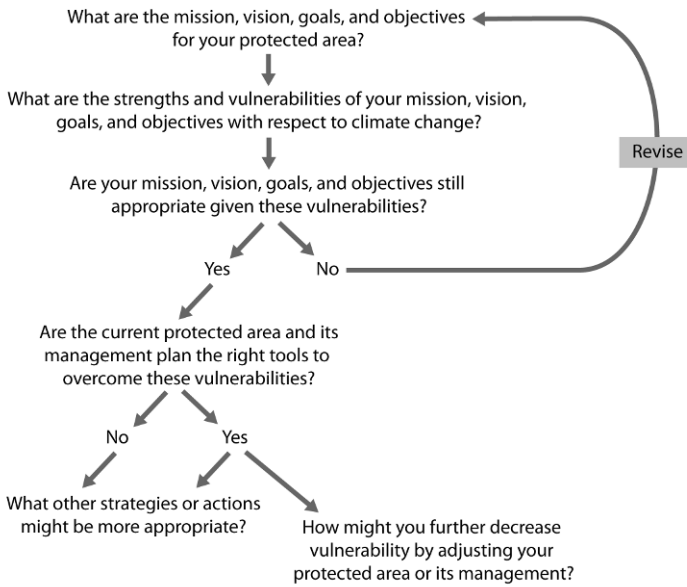 What are the mission, vision, goals, and objectives
for your protected area?
What are the strengths and vulnerabilities of your mission, vision,
goals, and objectives with respect to climate change?
Revise
Are your mission, vision, goals, and objectives still
appropriate given these vulnerabilities?
Yes
No
Are the current protected area and its
management plan the right tools to
overcome these vulnerabilities?
No
Yes
What other strategies or actions
might be more appropriate?
How might you further decrease
vulnerability by adjusting your
protected area or its management?